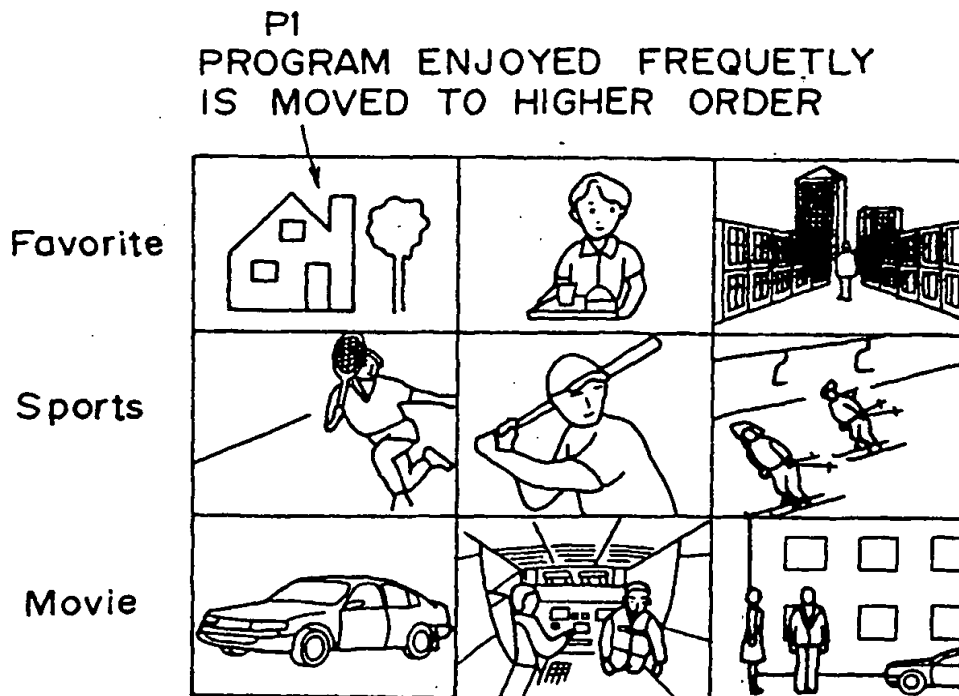 P1
PROGRAM ENJOYED FREQUETLY
IS MOVED TO HIGHER ORDER
Favorite
Sports
Movie